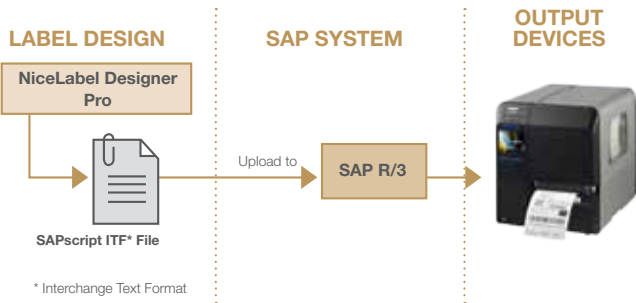 LABEL DESIGN
SAP SYSTEM
OUTPUT
DEVICES
NiceLabel Designer
Pro
Upload to
SAP R/3
SAPscript ITF* File
* Interchange Text Format